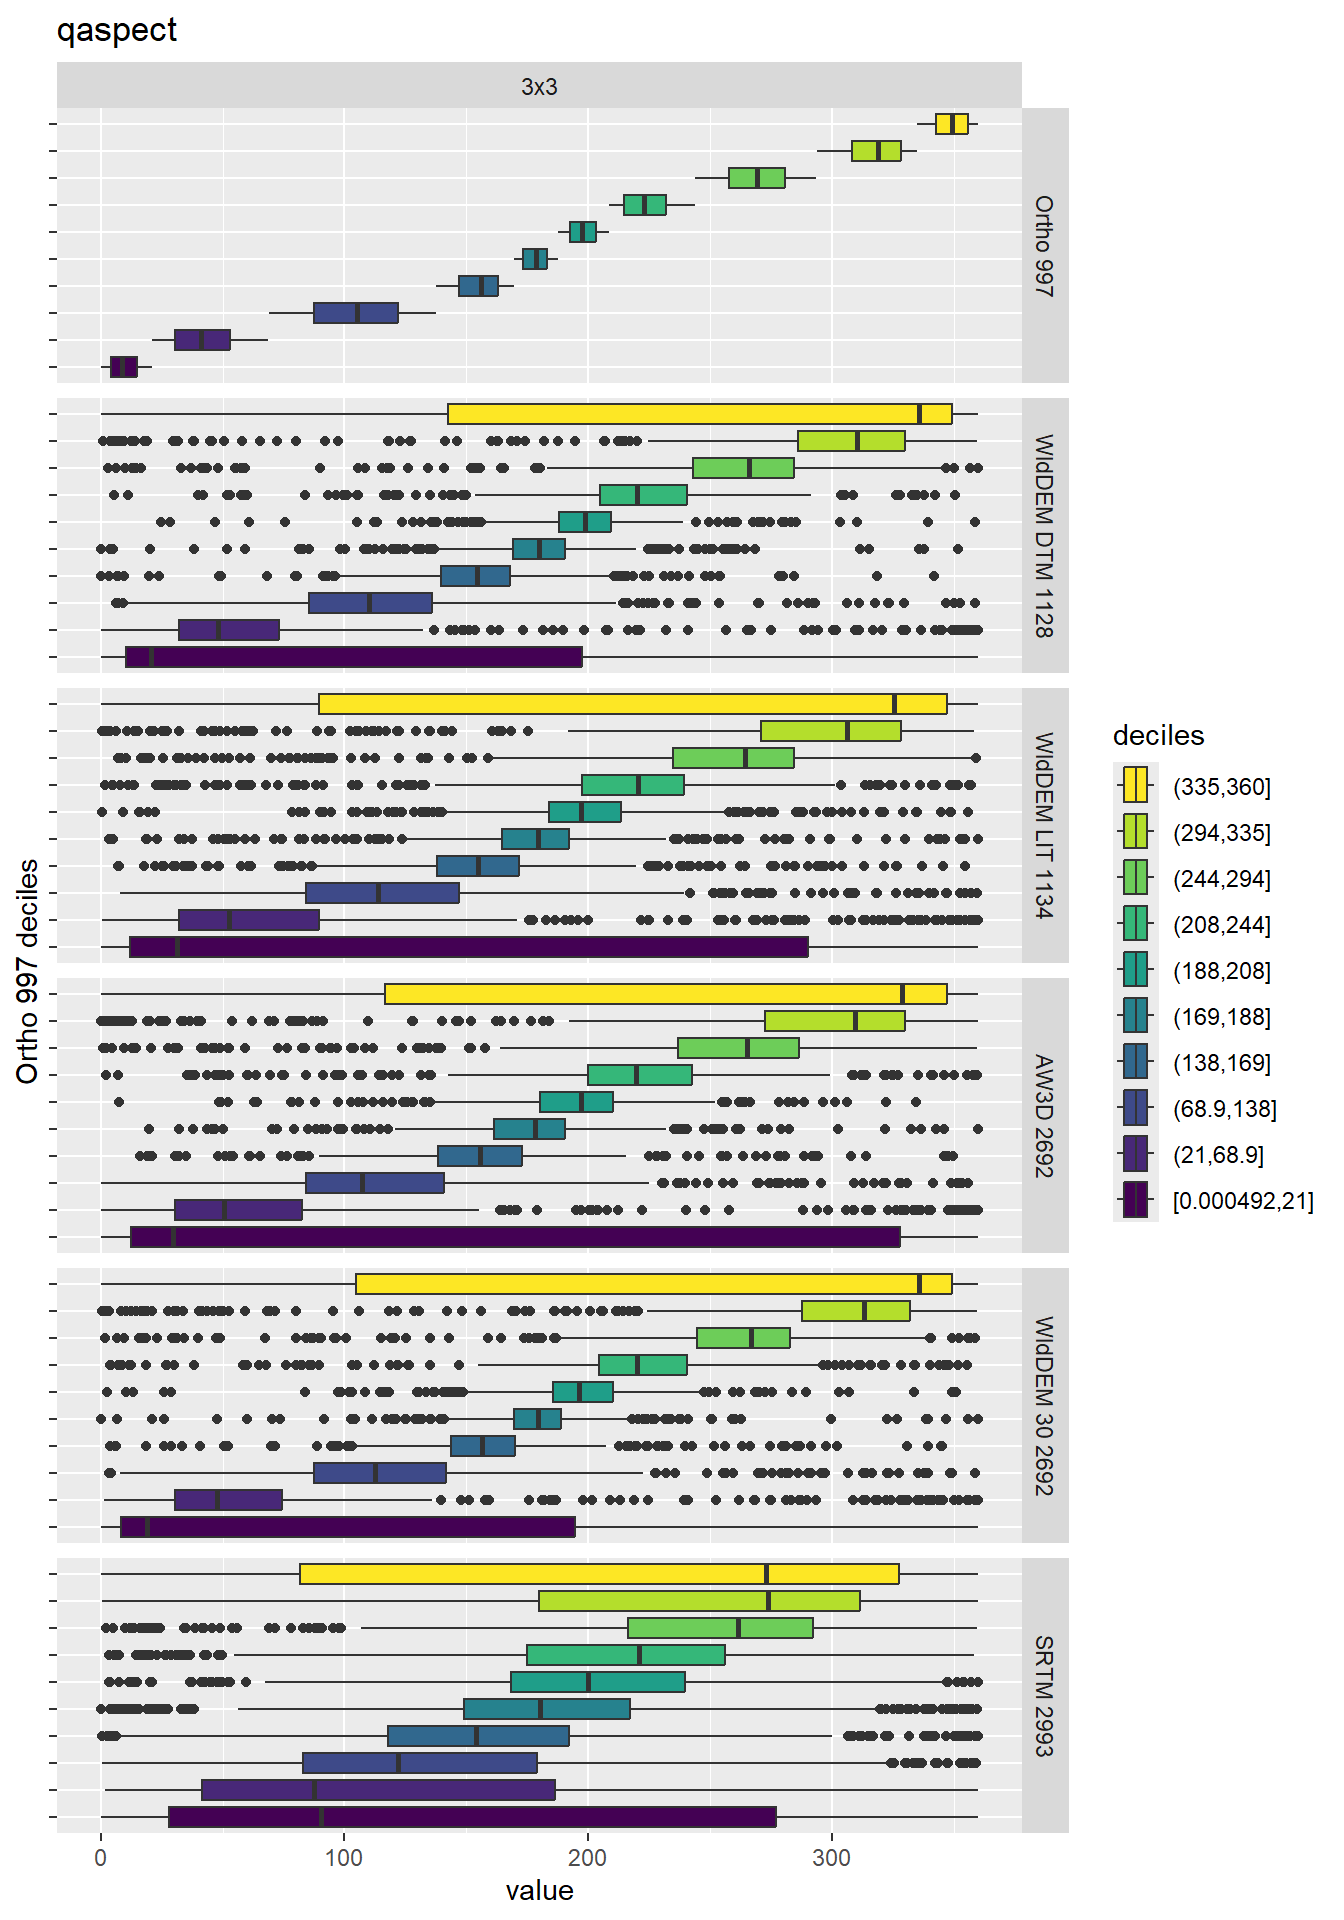 qaspect
3x3
Ortho 997
WldDEM DTM 1128
WldDEM LIT 1134
AW3D 2692
WldDEM 30 2692
SRTM 2993
Ortho 997 deciles
0
100
200
300
value
deciles
(335,360]
(294,335]
(244,294]
(208,244]
(188,208]
(169,188]
(138,169]
(68.9,138]
(21,68.9]
[0.000492,21]